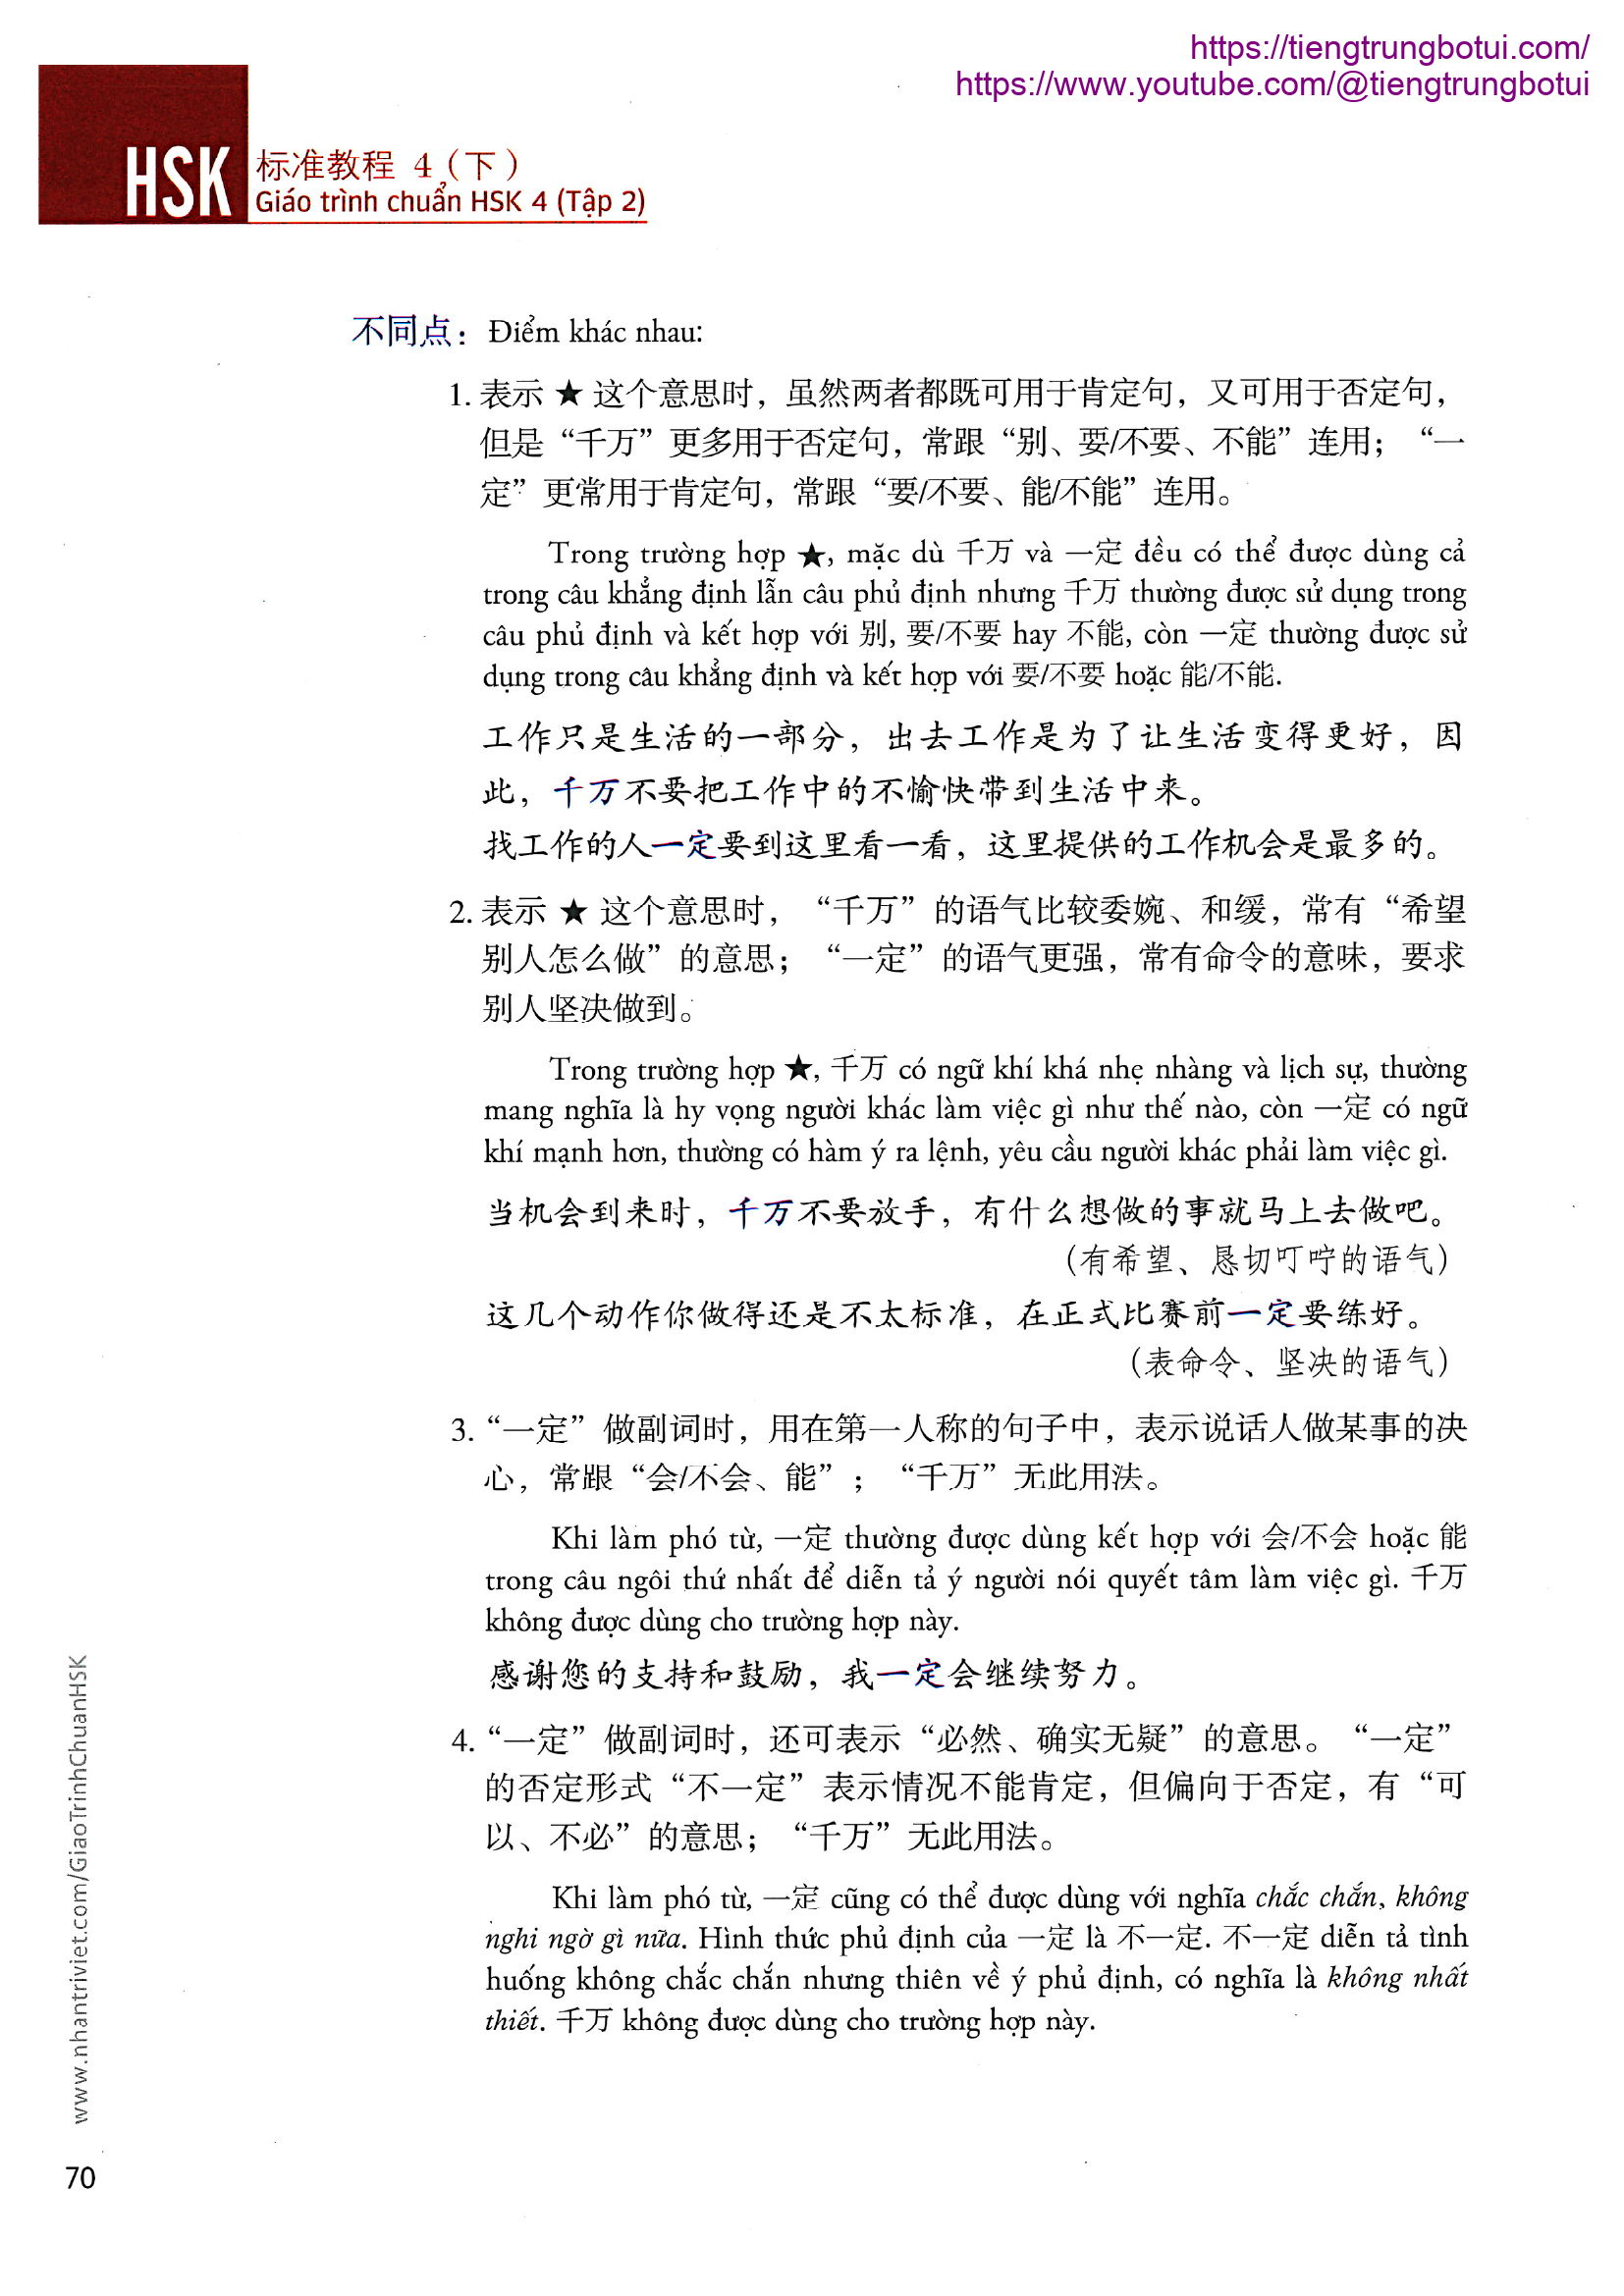 https://tiengtrungbotui.com/
https://www.youtube.com/@tiengtrungbotui
HSK 标准教程 4（下）
Giáo trình chuẩn HSK 4 (Tập 2)
不同点：Điểm khác nhau:
1. 表示 ★ 这个意思时，虽然两者都既可用于肯定句，又可用于否定句，
但是“千万”更多用于否定句，常跟“别、要/不要、不能”连用；“一
定”更常用于肯定句，常跟“要/不要、能/不能”连用。
Trong trường hợp ★, mặc dù 千万 và 一定 đều có thể được dùng cả
trong câu khẳng định lẫn câu phủ định nhưng 千万 thường được sử dụng trong
câu phủ định và kết hợp với 别, 要/不要 hay 不能, còn 一定 thường được sử
dụng trong câu khẳng định và kết hợp với 要/不要 hoặc 能/不能.
工作只是生活的一部分，出去工作是为了让生活变得更好，因
此，千万不要把工作中的不愉快带到生活中来。
找工作的人一定要到这里看一看，这里提供的工作机会是最多的。
2. 表示 ★ 这个意思时，“千万”的语气比较委婉、和缓，常有“希望
别人怎么做”的意思；“一定”的语气更强，常有命令的意味，要求
别人坚决做到。
Trong trường hợp ★, 千万 có ngữ khí khá nhẹ nhàng và lịch sự, thường
mang nghĩa là hy vọng người khác làm việc gì như thế nào, còn 一定 có ngữ
khí mạnh hơn, thường có hàm ý ra lệnh, yêu cầu người khác phải làm việc gì.
当机会到来时，千万不要放手，有什么想做的事就马上去做吧。
（有希望、恳切叮咛的语气）
这几个动作你做得还是不太标准，在正式比赛前一定要练好。
（表命令、坚决的语气）
3. “一定”做副词时，用在第一人称的句子中，表示说话人做某事的决
心，常跟“会/不会、能”；“千万”无此用法。
Khi làm phó từ, 一定 thường được dùng kết hợp với 会/不会 hoặc 能
trong câu ngôi thứ nhất để diễn tả ý người nói quyết tâm làm việc gì. 千万
không được dùng cho trường hợp này.
感谢您的支持和鼓励，我一定会继续努力。
4. “一定”做副词时，还可表示“必然、确实无疑”的意思。“一定”
的否定形式“不一定”表示情况不能肯定，但偏向于否定，有“可
以、不必”的意思；“千万”无此用法。
Khi làm phó từ, 一定 cũng có thể được dùng với nghĩa chắc chắn, không
nghi ngờ gì nữa. Hình thức phủ định của 一定 là 不一定. 不一定 diễn tả tình
huống không chắc chắn nhưng thiên về ý phủ định, có nghĩa là không nhất
thiết. 千万 không được dùng cho trường hợp này.
www.nhantriviet.com/GiaoTrinhChuanHSK
70